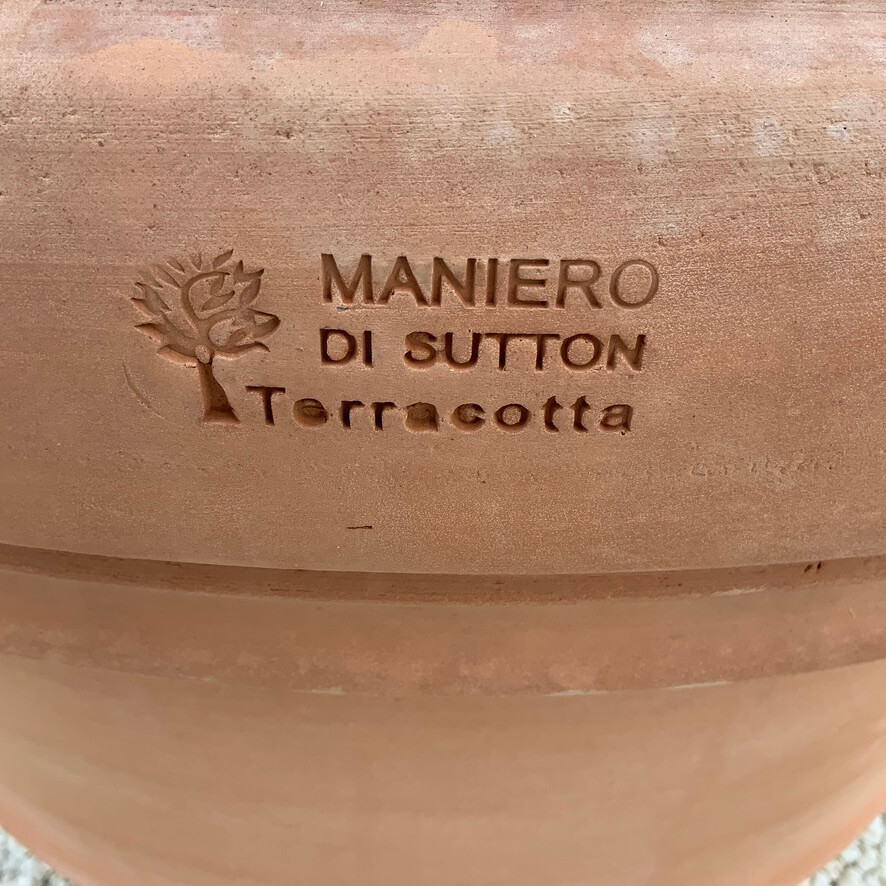 MANIERO
DI SUTTON
Terracotta